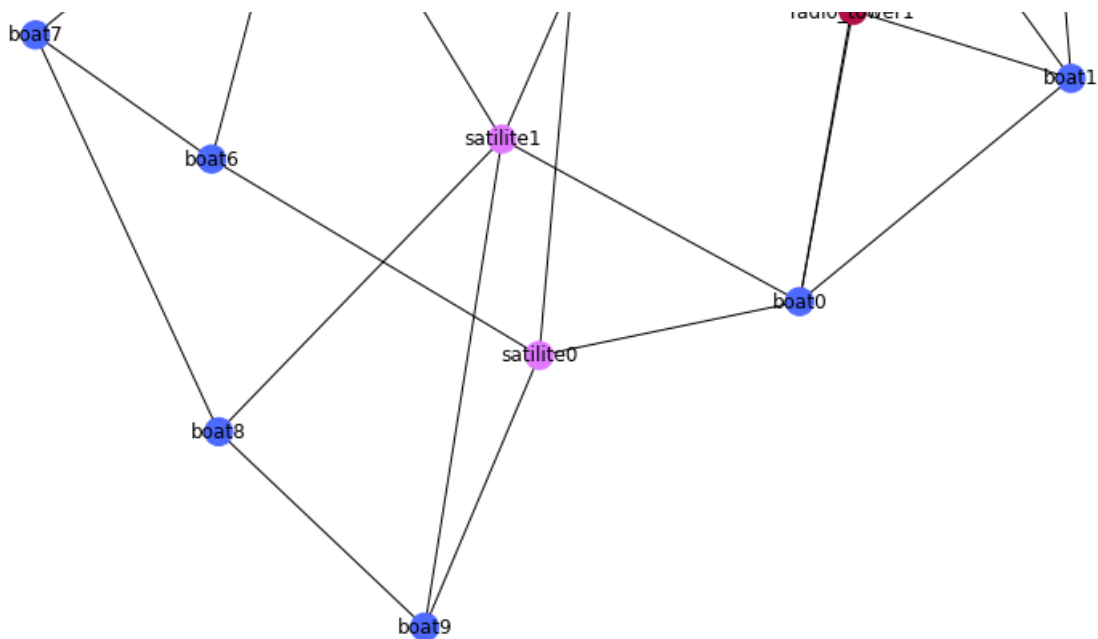 radio_tower1
boat7
boat1
satilite1
boat6
boat0
satilite0
boat8
boat9